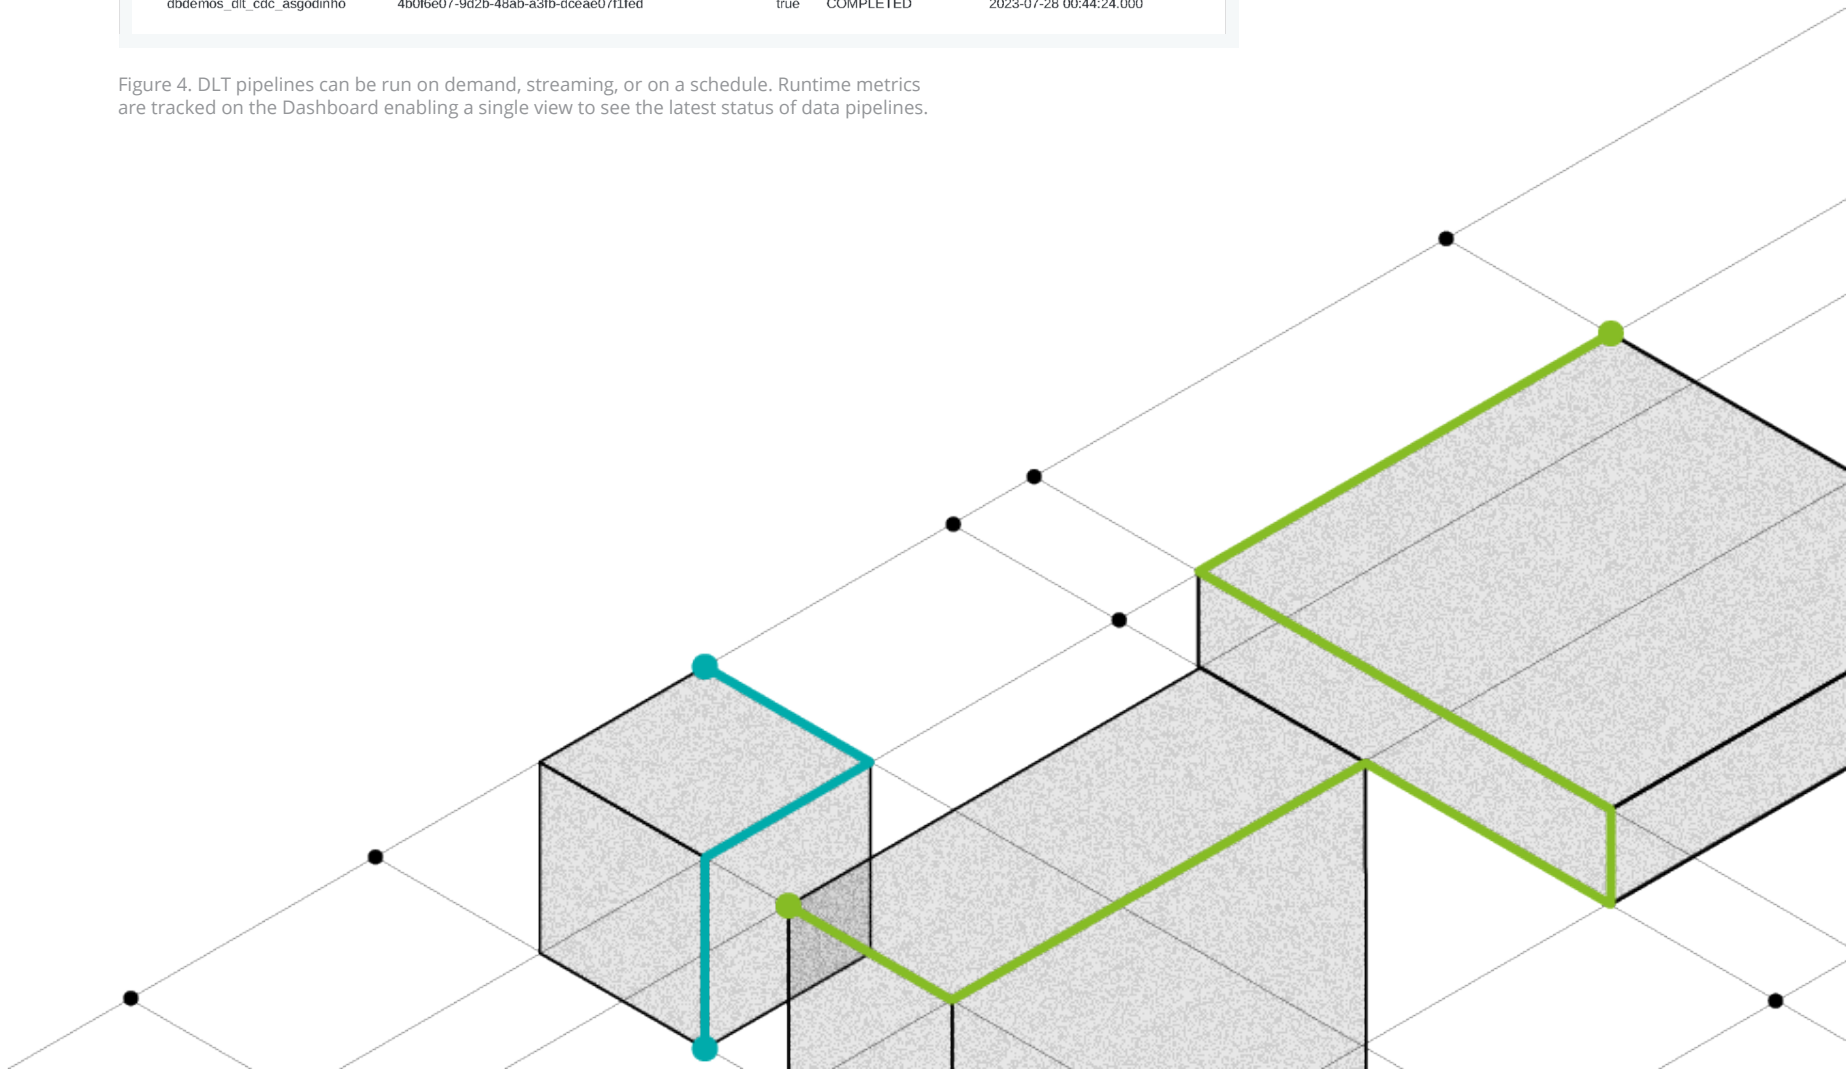 dbdemos_dlt_cdc_asgodinho 4b0f6e07-9d2b-48ab-a3fb-dceae07f1fed true COMPLETED 2023-07-28 00:44:24.000
Figure 4. DLT pipelines can be run on demand, streaming, or on a schedule. Runtime metrics
are tracked on the Dashboard enabling a single view to see the latest status of data pipelines.